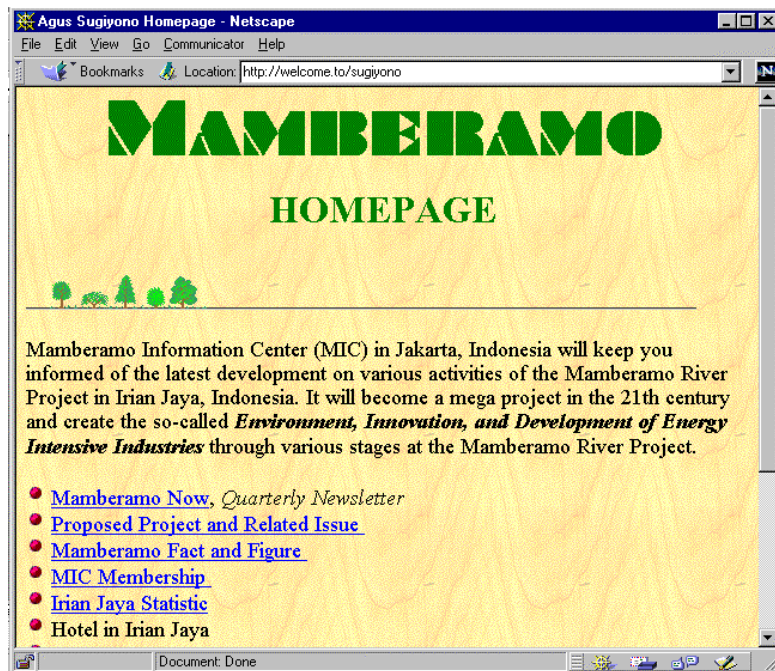 Agus Sugiyono Homepage - Netscape
File Edit View Go Communicator Help
Bookmarks Location: http://welcome.to/sugiyono
N
MAMBERAMO
HOMEPAGE
Mamberamo Information Center (MIC) in Jakarta, Indonesia will keep you
informed of the latest development on various activities of the Mamberamo River
Project in Irian Jaya, Indonesia. It will become a mega project in the 21th century
and create the so-called Environment, Innovation, and Development of Energy
Intensive Industries through various stages at the Mamberamo River Project.
Mamberamo Now, Quarterly Newsletter
Proposed Project and Related Issue
Mamberamo Fact and Figure
MIC Membership
Irian Jaya Statistic
Hotel in Irian Jaya
Document: Done